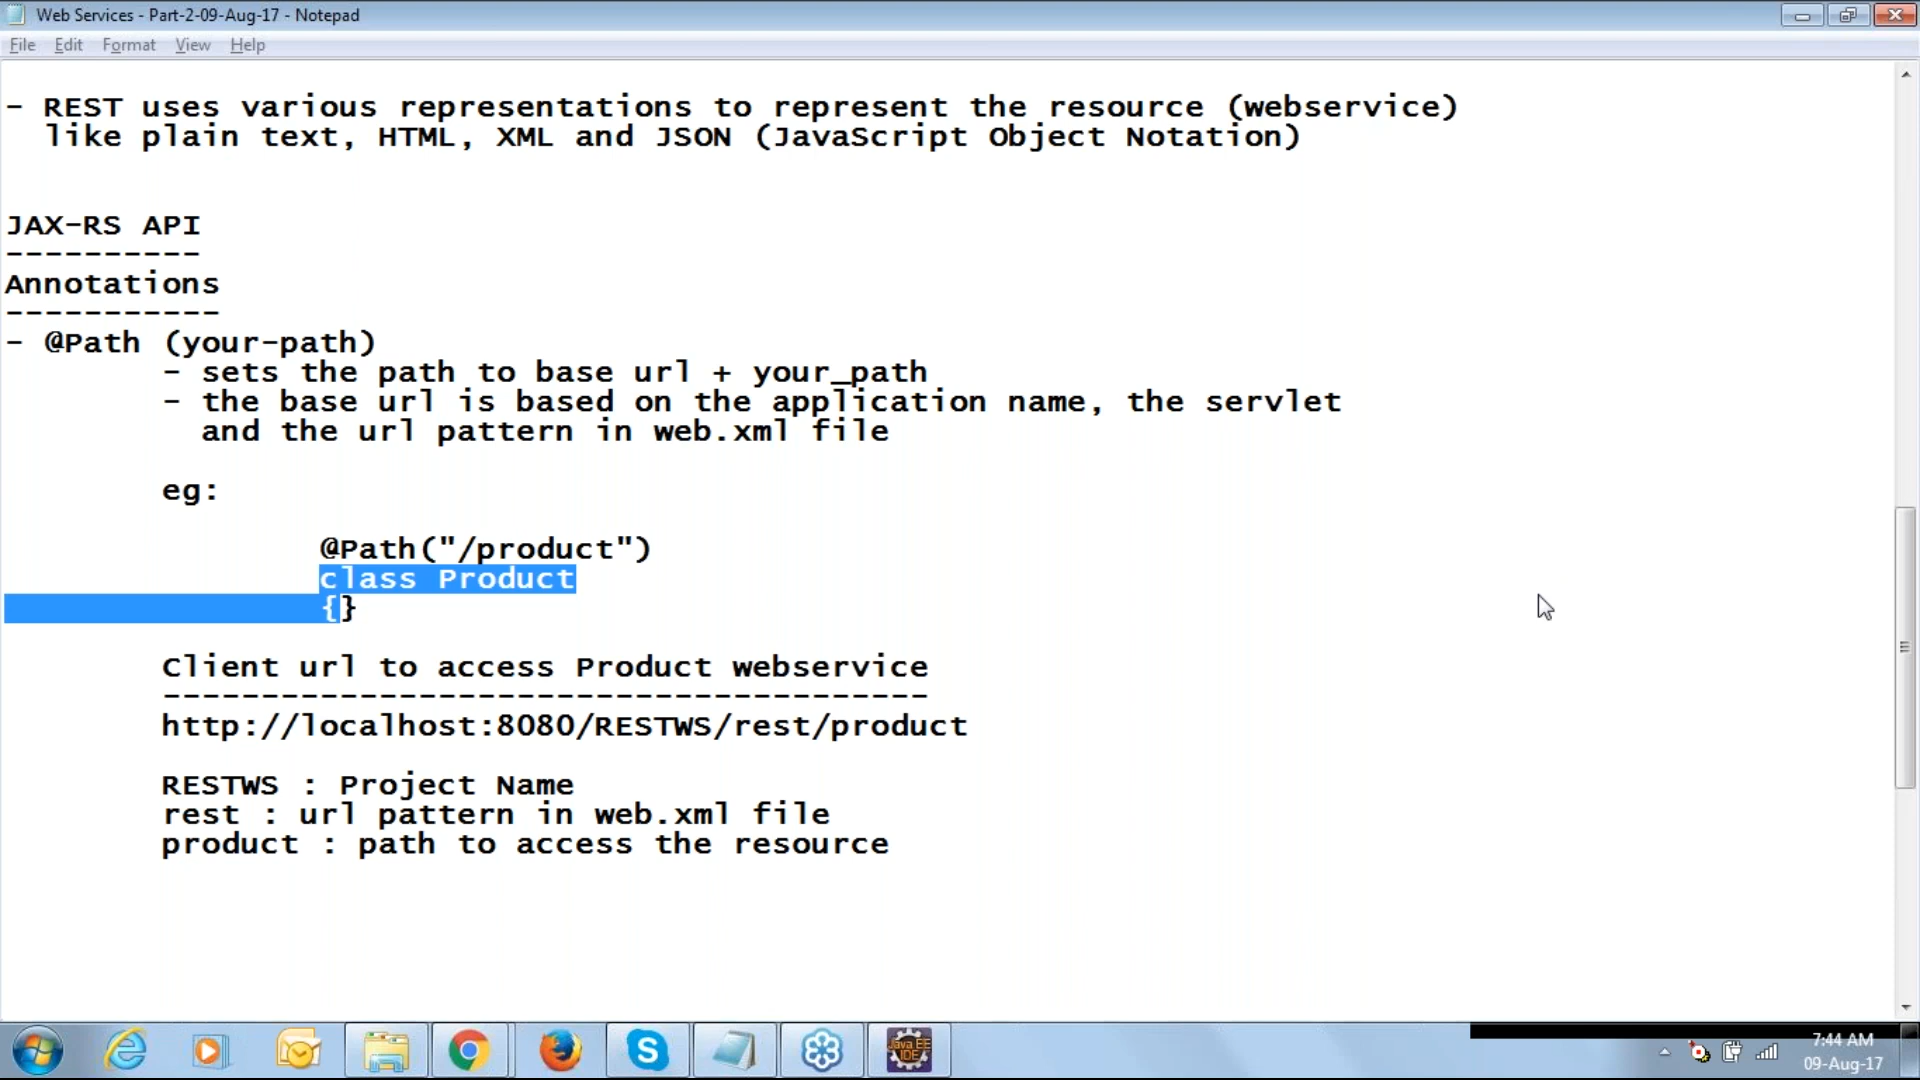 Web Services - Part-2-09-Aug-17 - Notepad
File Edit Format View Help
- REST uses various representations to represent the resource (webservice)
like plain text, HTML, XML and JSON (JavaScript Object Notation)
JAX-RS API
----------
Annotations
-----------
- @Path (your-path)
- sets the path to base url + your_path
- the base url is based on the application name, the servlet
and the url pattern in web.xml file
eg:
@Path("/product")
class Product
{}
Client url to access Product webservice
---------------------------------------
http://localhost:8080/RESTWS/rest/product
RESTWS : Project Name
rest : url pattern in web.xml file
product : path to access the resource
Java EE
IDE
7:44 AM
09-Aug-17